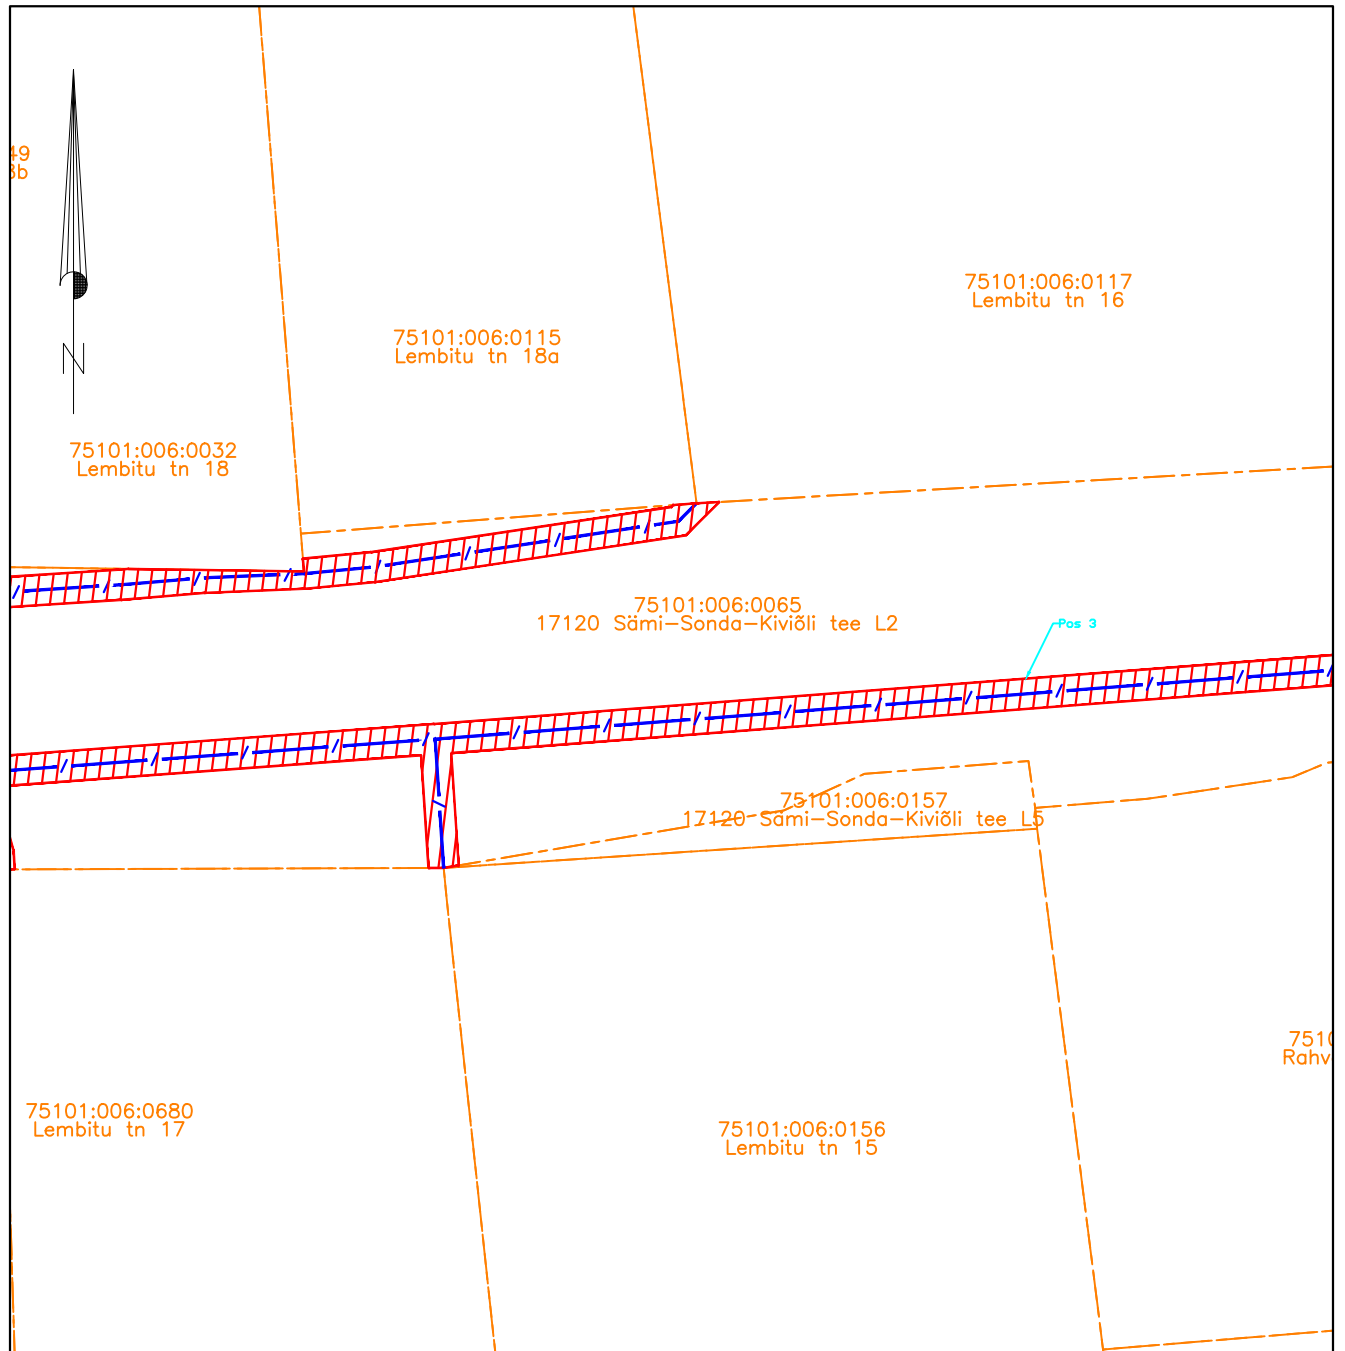 49
3b
75101:006:0117
Lembitu tn 16
75101:006:0115
Lembitu tn 18a
N
75101:006:0032
Lembitu tn 18
75101:006:0065
17120 Sämi-Sonda-Kiviõli tee L2
Pos 3
75101:006:0157
17120 Sämi-Sonda-Kiviõli tee L5
7510
Rahv
75101:006:0680
Lembitu tn 17
75101:006:0156
Lembitu tn 15